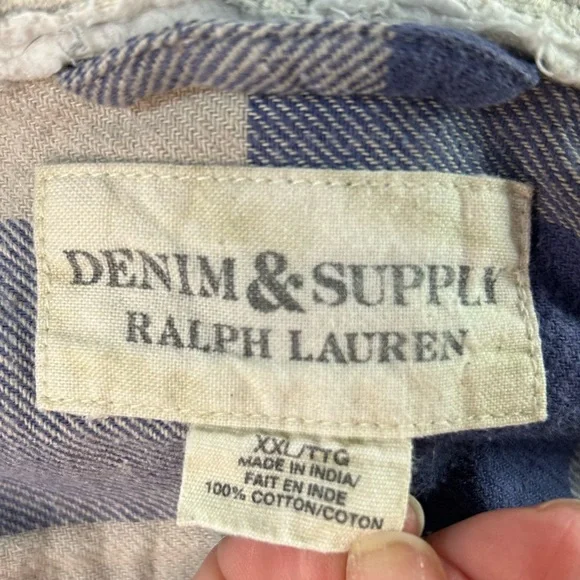 DENIM & SUPPLY
RALPH LAUREN
XXL/TTG
MADE IN INDIA/
FAIT EN INDE
100% COTTON/COTON